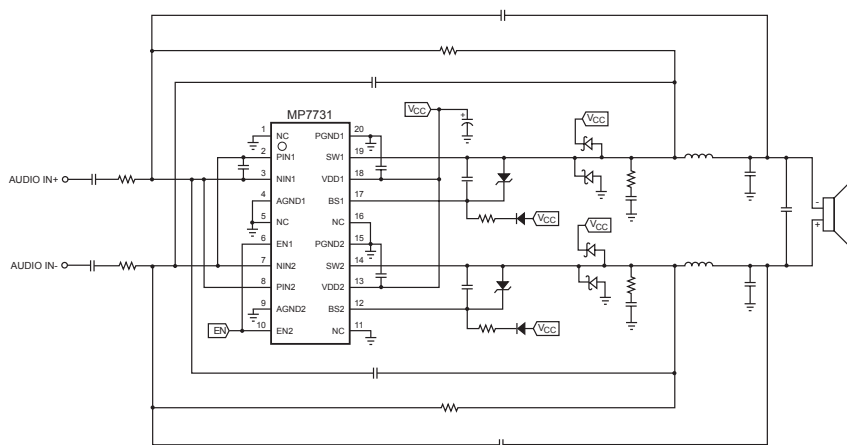 MP7731
VCC
VCC
1 NC PGND1 20
2 PIN1 SW1 19
AUDIO IN+ 3 NIN1 VDD1 18
4 AGND1 BS1 17
5 NC NC 16
VCC
6 EN1 PGND2 15
VCC
AUDIO IN- 7 NIN2 SW2 14
8 PIN2 VDD2 13
9 AGND2 BS2 12
EN 10 EN2 NC 11
VCC
+
-
+